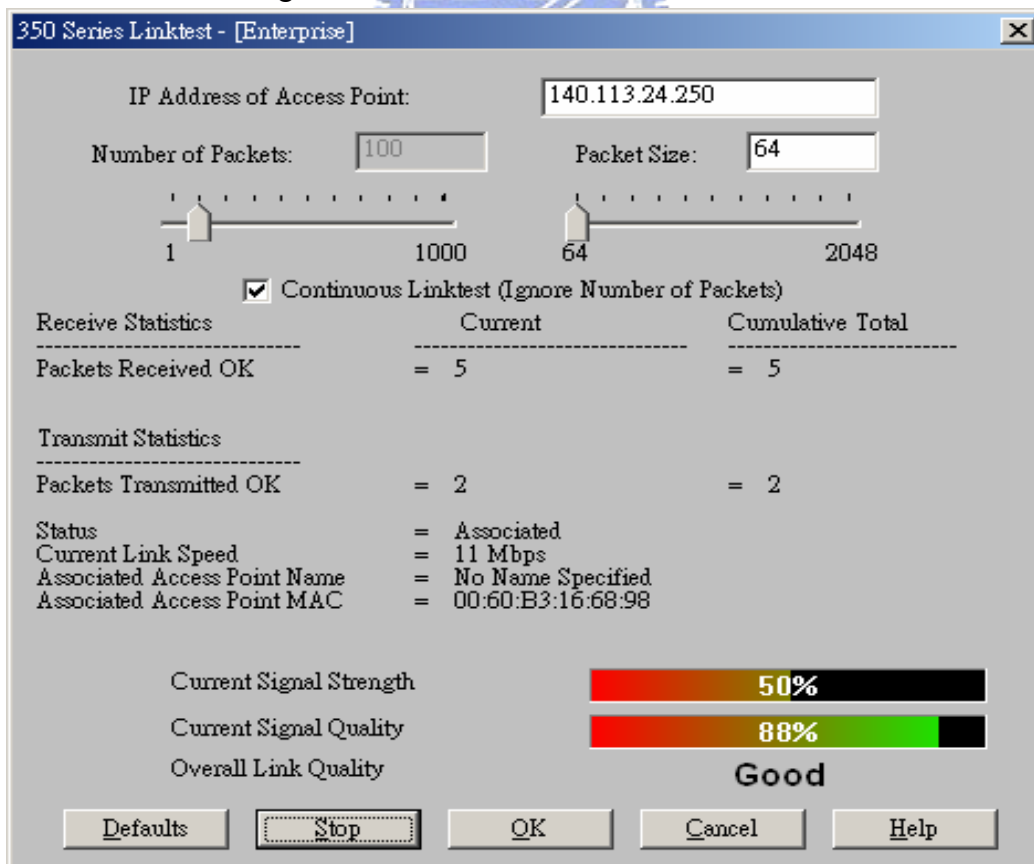 350 Series Linktest - [Enterprise]
IP Address of Access Point: 140.113.24.250
Number of Packets: 100 Packet Size: 64
1 1000 64 2048
Continuous Linktest (Ignore Number of Packets)
Receive Statistics Current Cumulative Total
---------------------------- ---------------------------- ------------------------
Packets Received OK = 5 = 5
Transmit Statistics
----------------------------
Packets Transmitted OK = 2 = 2
Status = Associated
Current Link Speed = 11 Mbps
Associated Access Point Name = No Name Specified
Associated Access Point MAC = 00:60:B3:16:68:98
Current Signal Strength 50%
Current Signal Quality 88%
Overall Link Quality Good
Defaults Stop OK Cancel Help